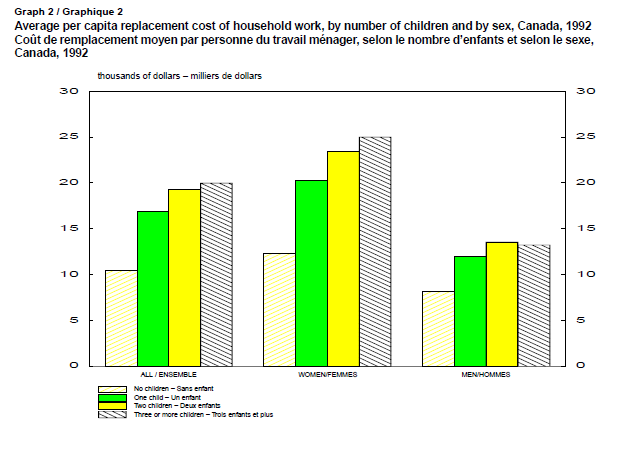 Graph 2 / Graphique 2
Average per capita replacement cost of household work, by number of children and by sex, Canada, 1992
Coût de remplacement moyen par personne du travail ménager, selon le nombre d'enfants et selon le sexe,
Canada, 1992
thousands of dollars – milliers de dollars
30 30
25 25
20 20
15 15
10 10
5 5
0 0
ALL / ENSEMBLE WOMEN/FEMMES MEN/HOMMES
No children – Sans enfant
One child – Un enfant
Two children – Deux enfants
Three or more children – Trois enfants et plus